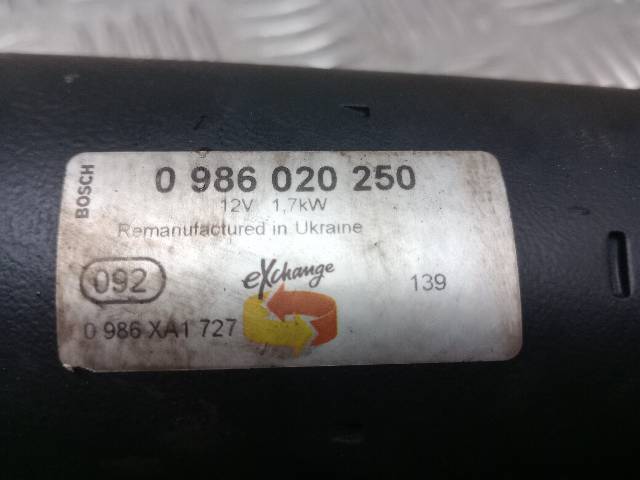 BOSCH
0 986 020 250
12V 1,7kW
Remanufactured in Ukraine
092
eXchange
139
0 986 XA1 727